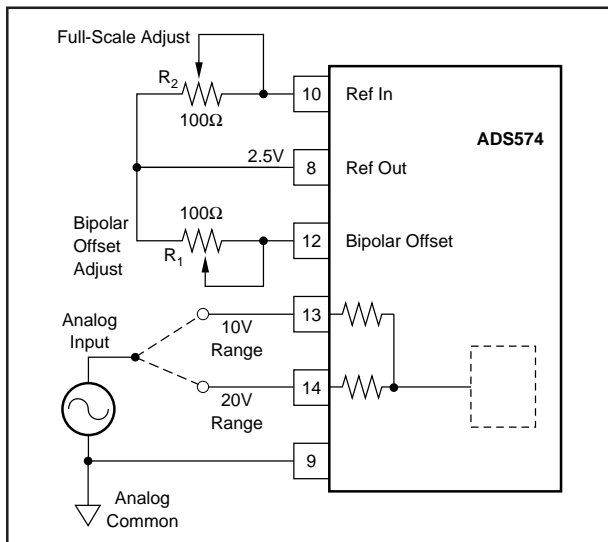 Full-Scale Adjust
R2
100Ω
10
Ref In
ADS574
2.5V
8
Ref Out
Bipolar
Offset
Adjust
100Ω
R1
12
Bipolar Offset
Analog
Input
10V
Range
13
20V
Range
14
9
Analog
Common